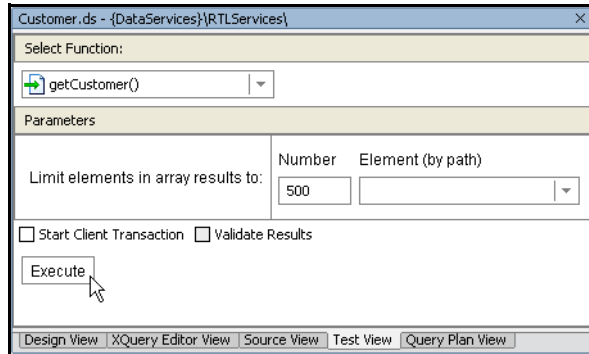 Customer.ds - {DataServices}\RTLServices\
Select Function:
getCustomer()
Parameters
Number Element (by path)
Limit elements in array results to:
500
Start Client Transaction Validate Results
Execute
Design View XQuery Editor View Source View Test View Query Plan View